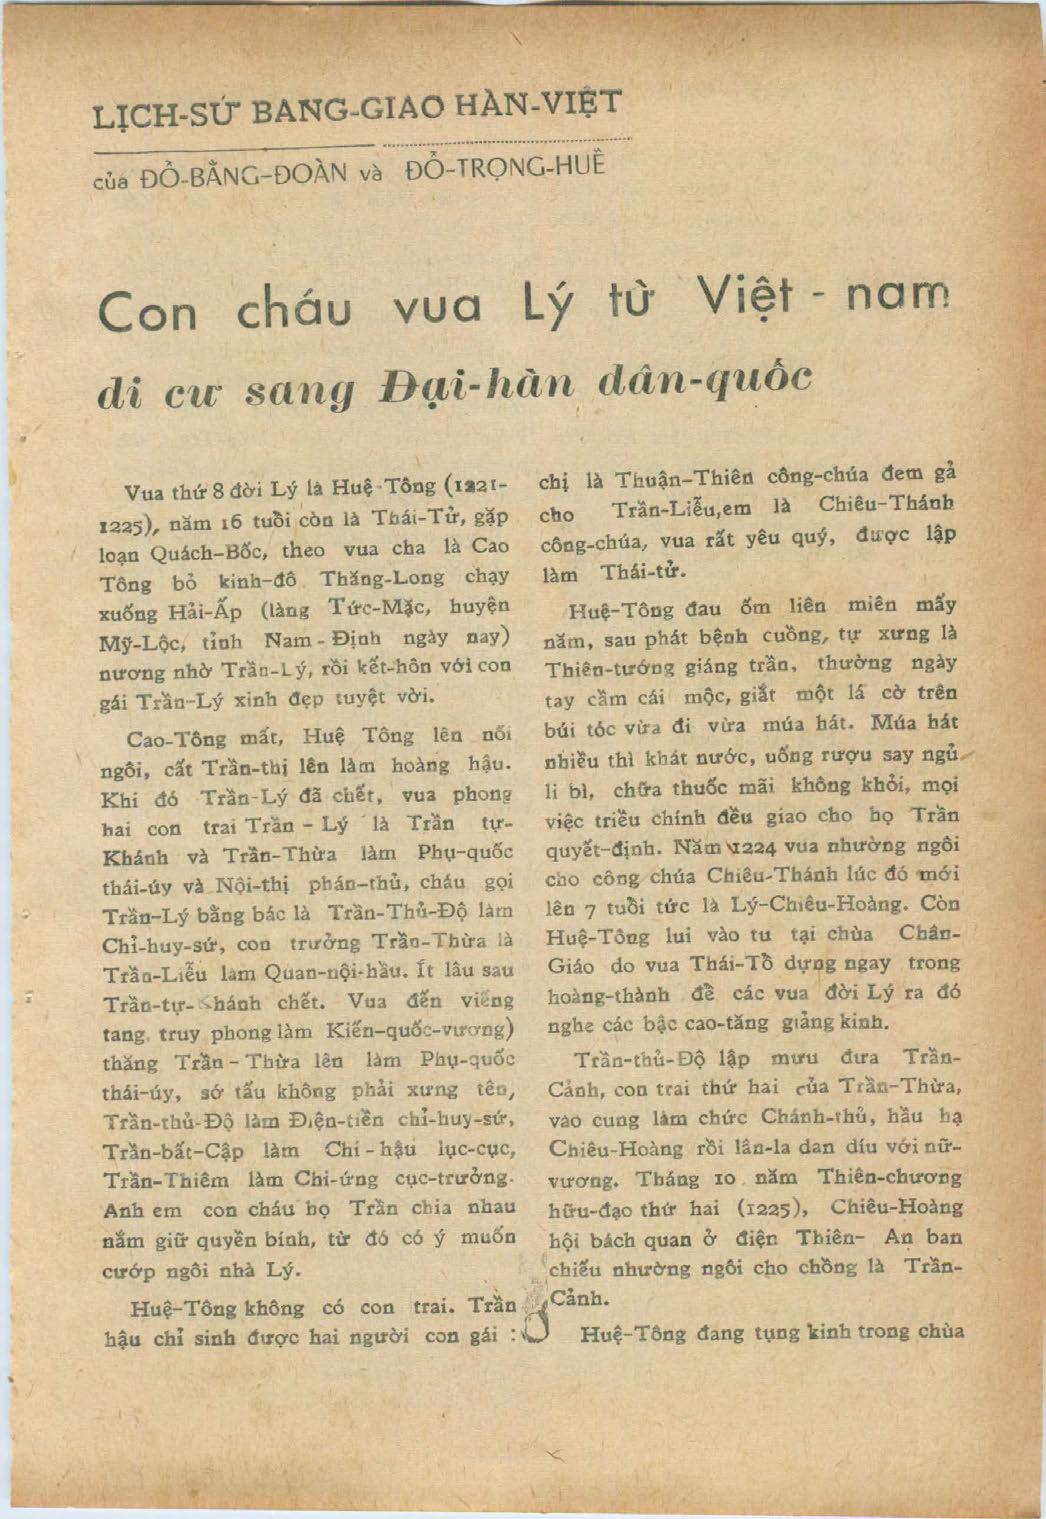 LỊCH-SỬ BANG-GIAO HÀN-VIỆT
của ĐỖ-BẰNG-ĐOÀN và ĐỖ-TRỌNG-HUỀ
Con cháu vua Lý từ Việt - nam
di cư sang Đại-hàn dân-quốc
Vua thứ 8 đời Lý là Huệ-Tông (1221-
1225), năm 16 tuổi còn là Thái-Tử, gặp
loạn Quách-Bốc, theo vua cha là Cao
Tông bỏ kinh-đô Thăng-Long chạy
xuống Hải-Ấp (làng Tức-Mặc, huyện
Mỹ-Lộc, tỉnh Nam - Định ngày nay)
nương nhờ Trần-Lý, rồi kết-hôn với con
gái Trần-Lý xinh đẹp tuyệt vời.
Cao-Tông mất, Huệ Tông lên nối
ngôi, cất Trần-thị lên làm hoàng hậu.
Khi đó Trần-Lý đã chết, vua phong
hai con trai Trần - Lý là Trần tự-
Khánh và Trần-Thừa làm Phụ-quốc
thái-úy và Nội-thị phán-thủ, cháu gọi
Trần-Lý bằng bác là Trần-Thủ-Độ làm
Chỉ-huy-sứ, con trưởng Trần-Thừa là
Trần-Liễu làm Quan-nội-hầu. Ít lâu sau
Trần-tự-Khánh chết. Vua đến viếng
tang, truy phong làm Kiến-quốc-vương)
thăng Trần - Thừa lên làm Phụ-quốc
thái-úy, sớ tấu không phải xưng tên,
Trần-thủ-Độ làm Điện-tiền chỉ-huy-sứ,
Trần-bất-Cập làm Chi - hậu lục-cục,
Trần-Thiêm làm Chi-ứng cục-trưởng.
Anh em con cháu họ Trần chia nhau
nắm giữ quyền bính, từ đó có ý muốn
cướp ngôi nhà Lý.
Huệ-Tông không có con trai. Trần
hậu chỉ sinh được hai người con gái :
chị là Thuận-Thiên công-chúa đem gả
cho Trần-Liễu,em là Chiêu-Thánh
công-chúa, vua rất yêu quý, được lập
làm Thái-tử.
Huệ-Tông đau ốm liên miên mấy
năm, sau phát bệnh cuồng, tự xưng là
Thiên-tướng giáng trần, thường ngày
tay cầm cái mộc, giắt một lá cờ trên
búi tóc vừa đi vừa múa hát. Múa hát
nhiều thì khát nước, uống rượu say ngủ
li bì, chữa thuốc mãi không khỏi, mọi
việc triều chính đều giao cho họ Trần
quyết-định. Năm 1224 vua nhường ngôi
cho công chúa Chiêu-Thánh lúc đó mới
lên 7 tuổi tức là Lý-Chiêu-Hoàng. Còn
Huệ-Tông lui vào tu tại chùa Chân-
Giáo do vua Thái-Tổ dựng ngay trong
hoàng-thành để các vua đời Lý ra đó
nghe các bậc cao-tăng giảng kinh.
Trần-thủ-Độ lập mưu đưa Trần-
Cảnh, con trai thứ hai của Trần-Thừa,
vào cung làm chức Chánh-thủ, hầu hạ
Chiêu-Hoàng rồi lân-la dan díu với nữ-
vương. Tháng 10 năm Thiên-chương
hữu-đạo thứ hai (1225), Chiêu-Hoàng
hội bách quan ở điện Thiên- An ban
chiếu nhường ngôi cho chồng là Trần-
Cảnh.
Huệ-Tông đang tụng kinh trong chùa